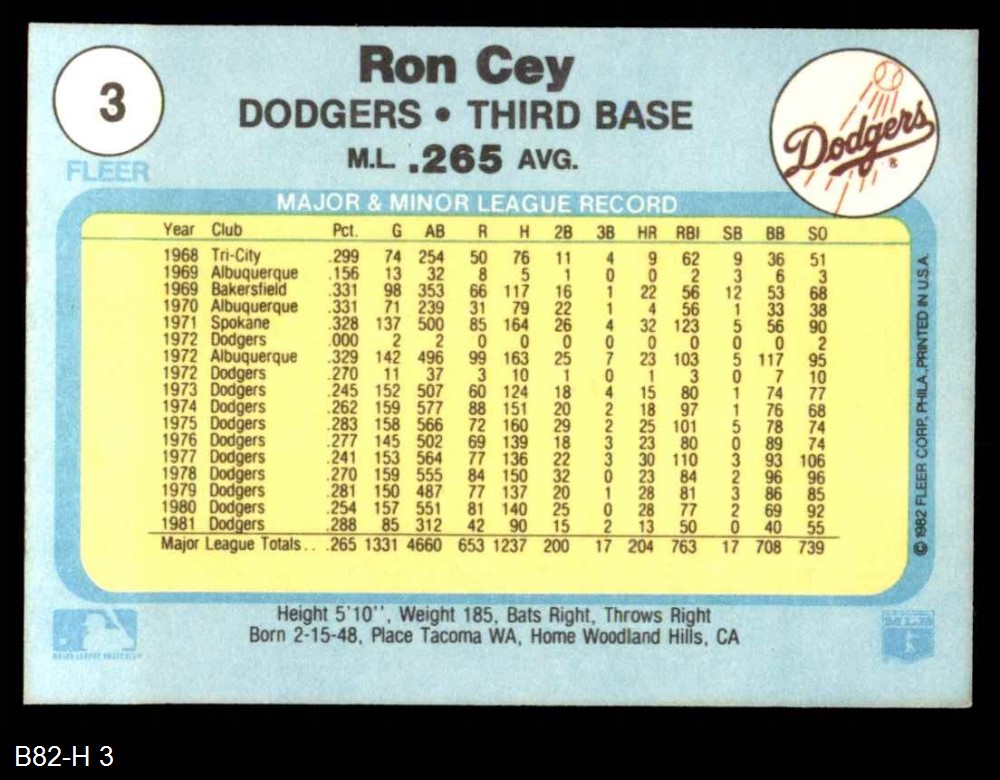 3
FLEER
Ron Cey
DODGERS • THIRD BASE
M.L. .265 AVG.
Dodgers
®
MAJOR & MINOR LEAGUE RECORD
Year Club Pct. G AB R H 2B 3B HR RBI SB BB SO
1968 Tri-City .299 74 254 50 76 11 4 9 62 9 36 51
1969 Albuquerque .156 13 32 8 5 1 0 0 2 3 6 3
1969 Bakersfield .331 98 353 66 117 16 1 22 56 12 53 68
1970 Albuquerque .331 71 239 31 79 22 1 4 56 1 33 38
1971 Spokane .328 137 500 85 164 26 4 32 123 5 56 90
1972 Dodgers .000 2 2 0 0 0 0 0 0 0 0 2
1972 Albuquerque .329 142 496 99 163 25 7 23 103 5 117 95
1972 Dodgers .270 11 37 3 10 1 0 1 3 0 7 10
1973 Dodgers .245 152 507 60 124 18 4 15 80 1 74 77
1974 Dodgers .262 159 577 88 151 20 2 18 97 1 76 68
1975 Dodgers .283 158 566 72 160 29 2 25 101 5 78 74
1976 Dodgers .277 145 502 69 139 18 3 23 80 0 89 74
1977 Dodgers .241 153 564 77 136 22 3 30 110 3 93 106
1978 Dodgers .270 159 555 84 150 32 0 23 84 2 96 96
1979 Dodgers .281 150 487 77 137 20 1 28 81 3 86 85
1980 Dodgers .254 157 551 81 140 25 0 28 77 2 69 92
1981 Dodgers .288 85 312 42 90 15 2 13 50 0 40 55
Major League Totals. . .265 1331 4660 653 1237 200 17 204 763 17 708 739
© 1982 FLEER CORP., PHILA., PRINTED IN U.S.A.
Height 5'10'', Weight 185, Bats Right, Throws Right
Born 2-15-48, Place Tacoma WA, Home Woodland Hills, CA
MAJOR LEAGUE BASEBALL
B82-H 3